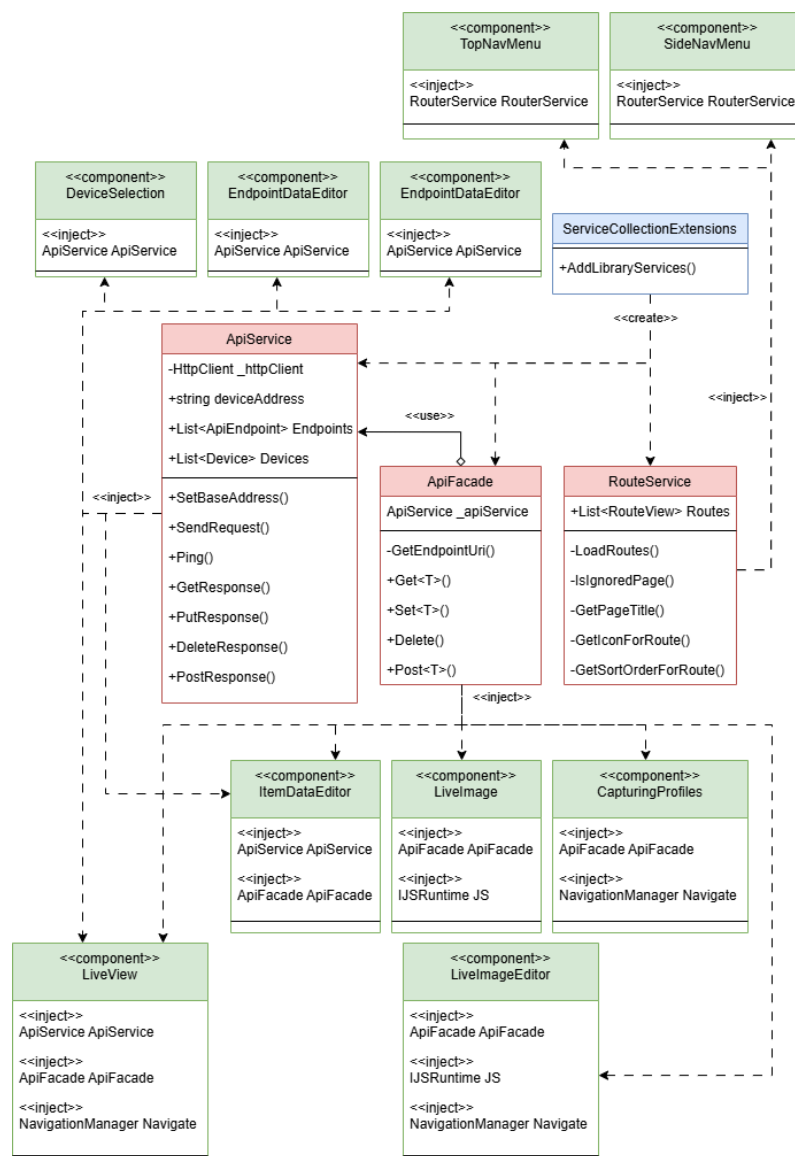 <<component>>
TopNavMenu
<<inject>>
RouterService RouterService
<<component>>
SideNavMenu
<<inject>>
RouterService RouterService
<<component>>
DeviceSelection
<<inject>>
ApiService ApiService
<<component>>
EndpointDataEditor
<<inject>>
ApiService ApiService
<<component>>
EndpointDataEditor
<<inject>>
ApiService ApiService
ServiceCollectionExtensions
+AddLibraryServices()
<<create>>
ApiService
-HttpClient _httpClient
+string deviceAddress
+List<ApiEndpoint> Endpoints
+List<Device> Devices
+SetBaseAddress()
+SendRequest()
+Ping()
+GetResponse()
+PutResponse()
+DeleteResponse()
+PostResponse()
<<use>>
<<inject>>
<<inject>>
ApiFacade
ApiService _apiService
-GetEndpointUri()
+Get<T>()
+Set<T>()
+Delete()
+Post<T>()
RouteService
+List<RouteView> Routes
-LoadRoutes()
-IsIgnoredPage()
-GetPageTitle()
-GetIconForRoute()
-GetSortOrderForRoute()
<<inject>>
<<component>>
ItemDataEditor
<<inject>>
ApiService ApiService
<<inject>>
ApiFacade ApiFacade
<<component>>
LiveImage
<<inject>>
ApiFacade ApiFacade
<<inject>>
IJSRuntime JS
<<component>>
CapturingProfiles
<<inject>>
ApiFacade ApiFacade
<<inject>>
NavigationManager Navigate
<<component>>
LiveView
<<inject>>
ApiService ApiService
<<inject>>
ApiFacade ApiFacade
<<inject>>
NavigationManager Navigate
<<component>>
LiveImageEditor
<<inject>>
ApiFacade ApiFacade
<<inject>>
IJSRuntime JS
<<inject>>
NavigationManager Navigate